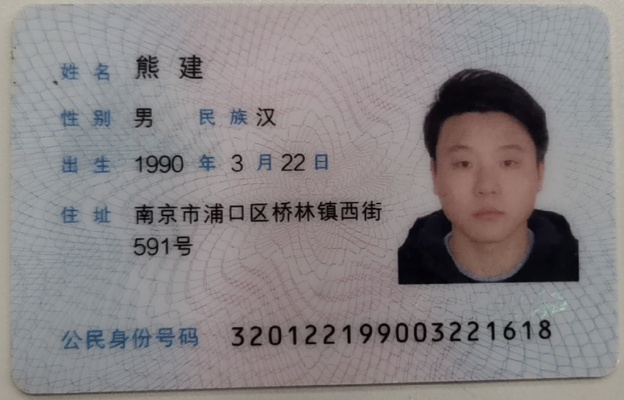 姓名 熊建
性别 男 民族 汉
出生 1990 年 3 月 22 日
住址 南京市浦口区桥林镇西街
591号
公民身份号码 320122199003221618